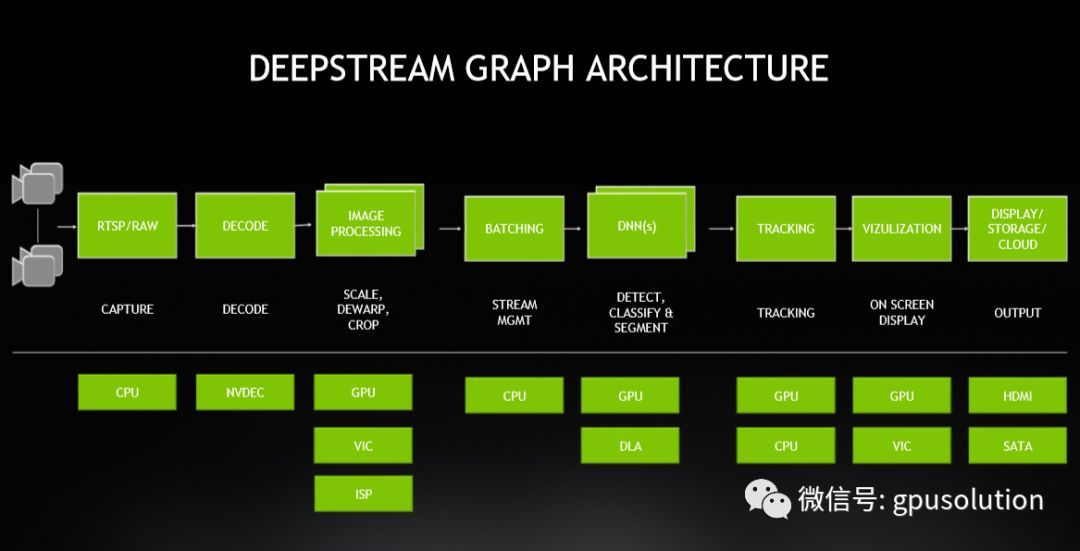 DEEPSTREAM GRAPH ARCHITECTURE
RTSP/RAW
DECODE
IMAGE
PROCESSING
BATCHING
DNN(s)
TRACKING
VIZULIZATION
DISPLAY/
STORAGE/
CLOUD
CAPTURE
DECODE
SCALE,
DEWARP,
CROP
STREAM
MGMT
DETECT,
CLASSIFY &
SEGMENT
TRACKING
ON SCREEN
DISPLAY
OUTPUT
CPU
NVDEC
GPU
CPU
GPU
GPU
GPU
HDMI
VIC
DLA
CPU
VIC
SATA
ISP
微信号: gpusolution